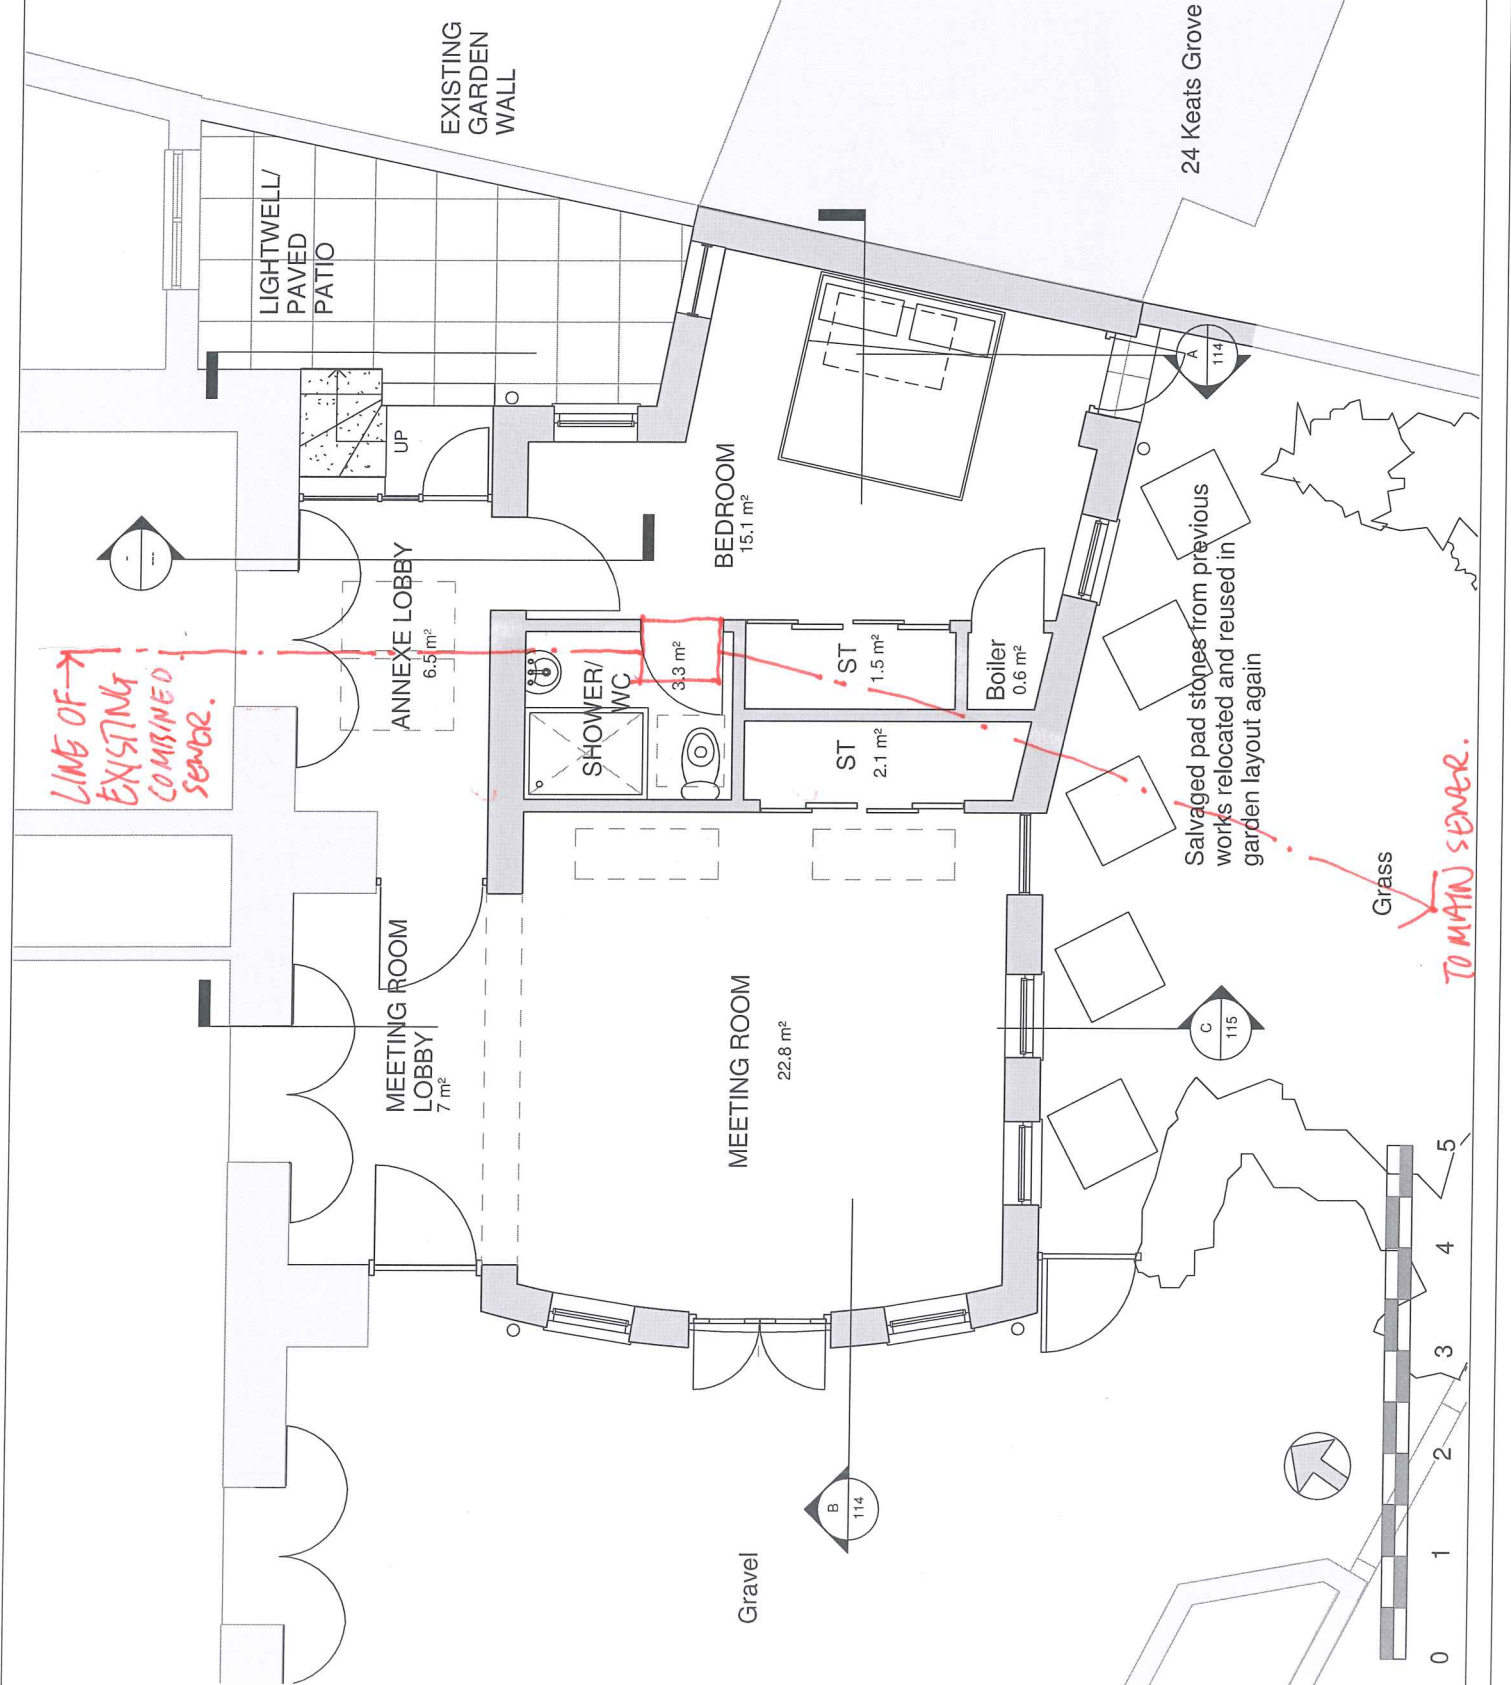 EXISTING
GARDEN
WALL
24 Keats Grove
LIGHTWELL/
PAVED
PATIO
UP
A
114
-
--
BEDROOM
15.1 m²
ANNEXE LOBBY
6.5 m²
LINE OF
EXISTING
COMBINED
SEWER.
SHOWER/
WC
3.3 m²
ST
1.5 m²
Boiler
0.6 m²
ST
2.1 m²
Salvaged pad stones from previous
works relocated and reused in
garden layout again
Grass
TO MAIN SEWER.
MEETING ROOM
LOBBY
7 m²
MEETING ROOM
22.8 m²
C
115
B
114
Gravel
0 1 2 3 4 5